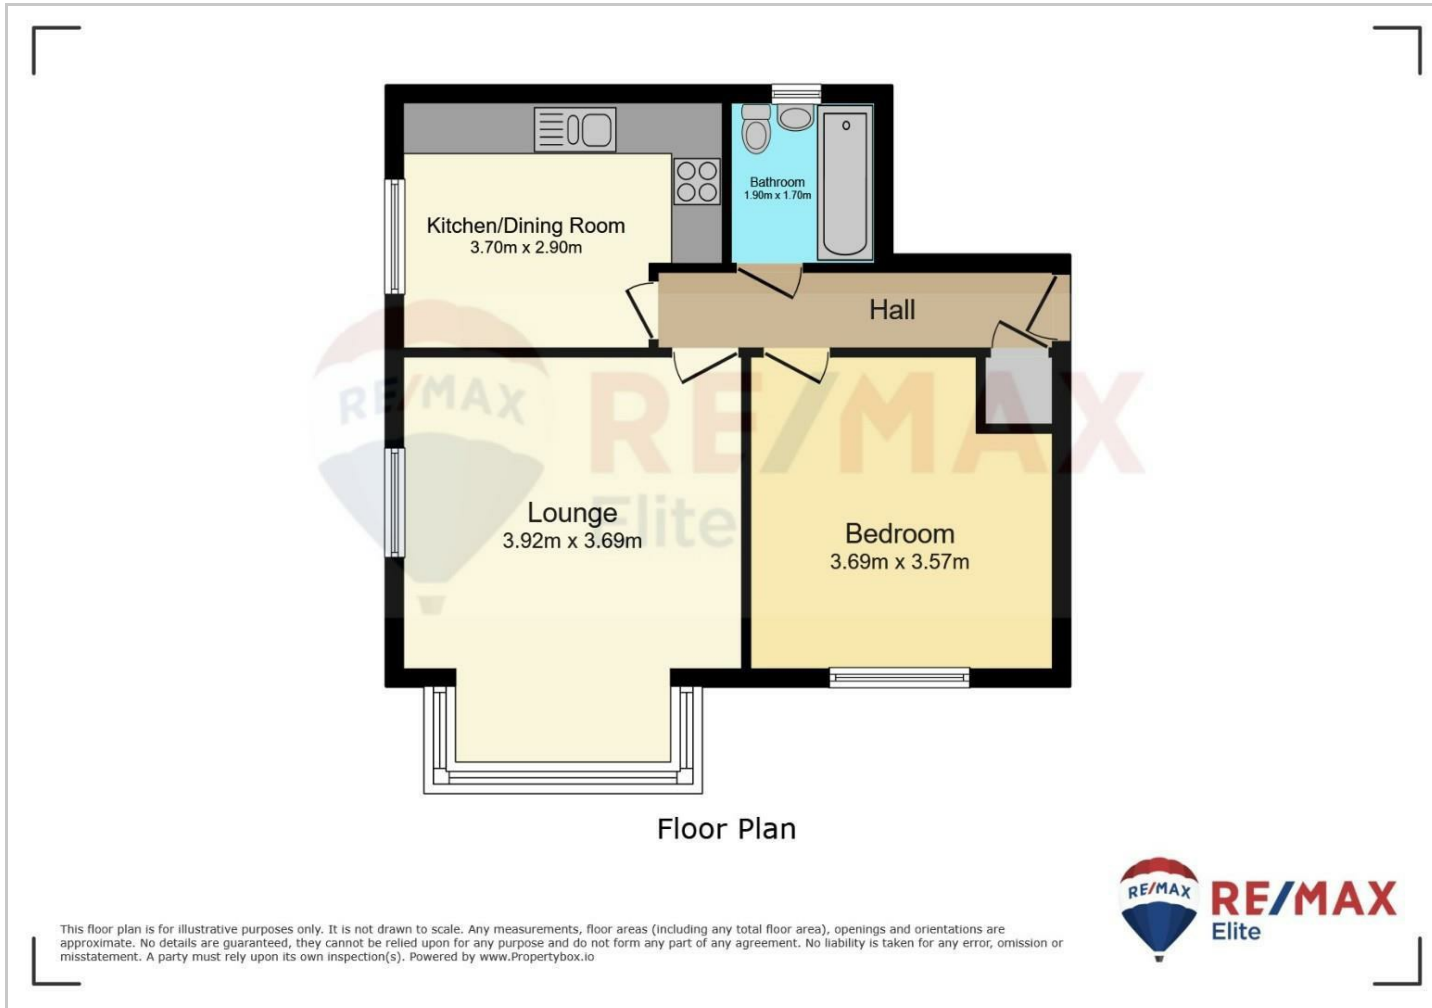 Bathroom
1.90m x 1.70m
Kitchen/Dining Room
3.70m x 2.90m
Hall
RE/MAX
RE/MAX
Elite
Lounge
3.92m x 3.69m
Bedroom
3.69m x 3.57m
Floor Plan
RE/MAX
RE/MAX
Elite
This floor plan is for illustrative purposes only. It is not drawn to scale. Any measurements, floor areas (including any total floor area), openings and orientations are
approximate. No details are guaranteed, they cannot be relied upon for any purpose and do not form any part of any agreement. No liability is taken for any error, omission or
misstatement. A party must rely upon its own inspection(s). Powered by www.Propertybox.io